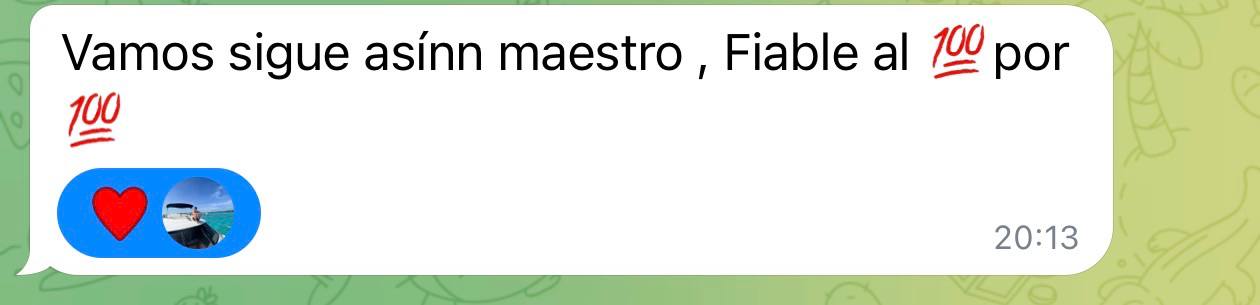 Vamos sigue asínn maestro , Fiable al 💯 por
💯
20:13